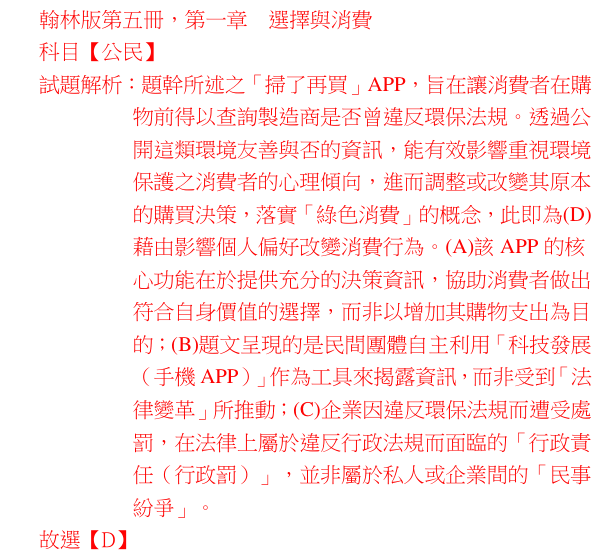 翰林版第五冊，第一章　選擇與消費
科目【公民】
試題解析：題幹所述之「掃了再買」APP，旨在讓消費者在購
物前得以查詢製造商是否曾違反環保法規。透過公
開這類環境友善與否的資訊，能有效影響重視環境
保護之消費者的心理傾向，進而調整或改變其原本
的購買決策，落實「綠色消費」的概念，此即為(D)
藉由影響個人偏好改變消費行為。(A)該 APP 的核
心功能在於提供充分的決策資訊，協助消費者做出
符合自身價值的選擇，而非以增加其購物支出為目
的；(B)題文呈現的是民間團體自主利用「科技發展
（手機 APP）」作為工具來揭露資訊，而非受到「法
律變革」所推動；(C)企業因違反環保法規而遭受處
罰，在法律上屬於違反行政法規而面臨的「行政責
任（行政罰）」，並非屬於私人或企業間的「民事
紛爭」。
故選【D】